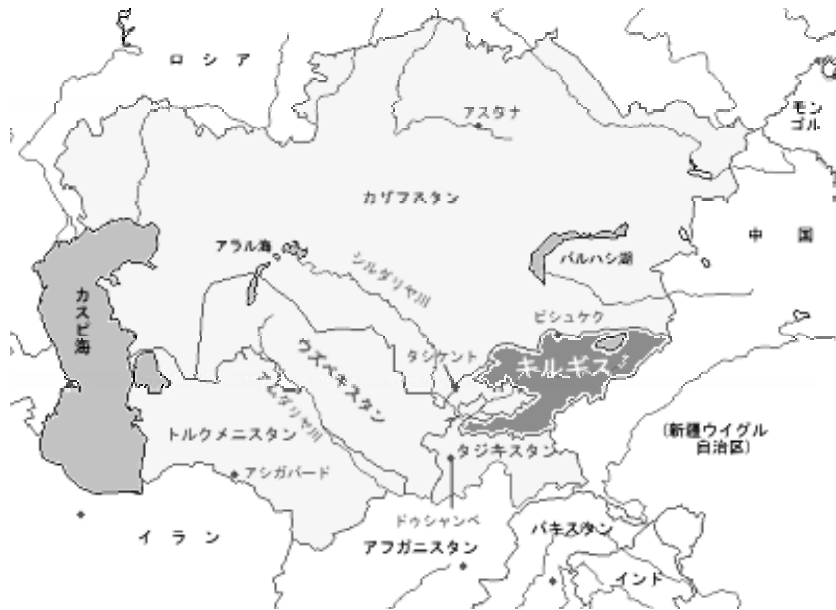 ロシア
モン
ゴル
アスタナ
カザフスタン
中国
アラル海
バルハシ湖
シルダリヤ川
カスピ海
ビシュケク
タシケント
キルギス
ウズベキスタン
アムダリヤ川
トルクメニスタン
(新疆ウイグル
自治区)
タジキスタン
アシガバード
ドゥシャンベ
イラン
アフガニスタン
パキスタン
インド